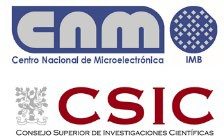 cnm
Centro Nacional de Microelectrónica IMB
CSIC
CONSEJO SUPERIOR DE INVESTIGACIONES CIENTÍFICAS